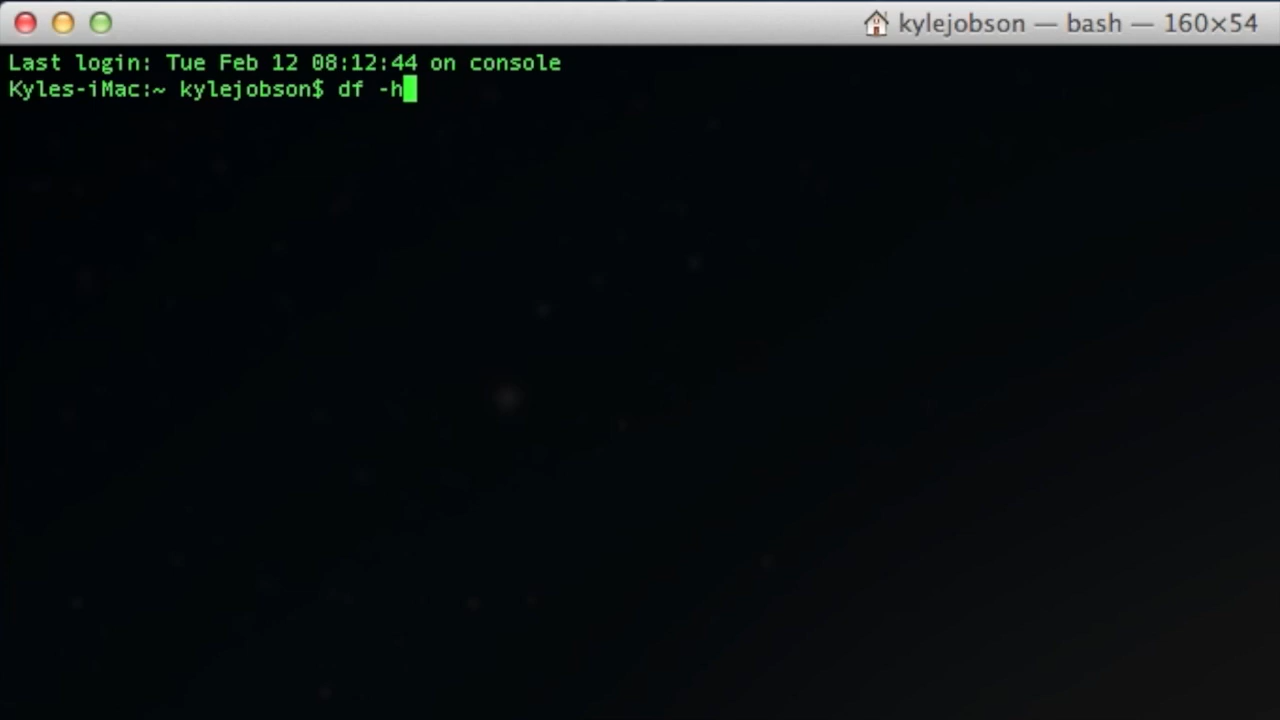 kylejobson — bash — 160×54
Last login: Tue Feb 12 08:12:44 on console
Kyles-iMac:~ kylejobson$ df -h